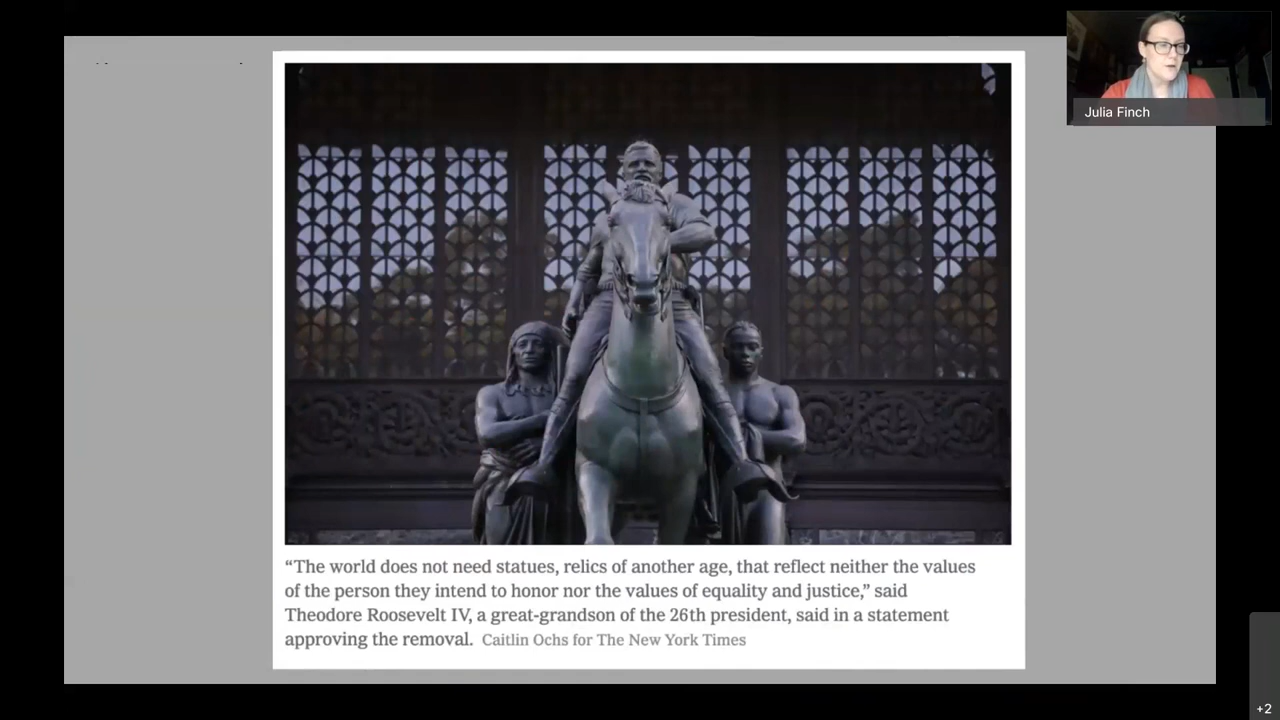 Julia Finch
“The world does not need statues, relics of another age, that reflect neither the values
of the person they intend to honor nor the values of equality and justice,” said
Theodore Roosevelt IV, a great-grandson of the 26th president, said in a statement
approving the removal. Caitlin Ochs for The New York Times
+2